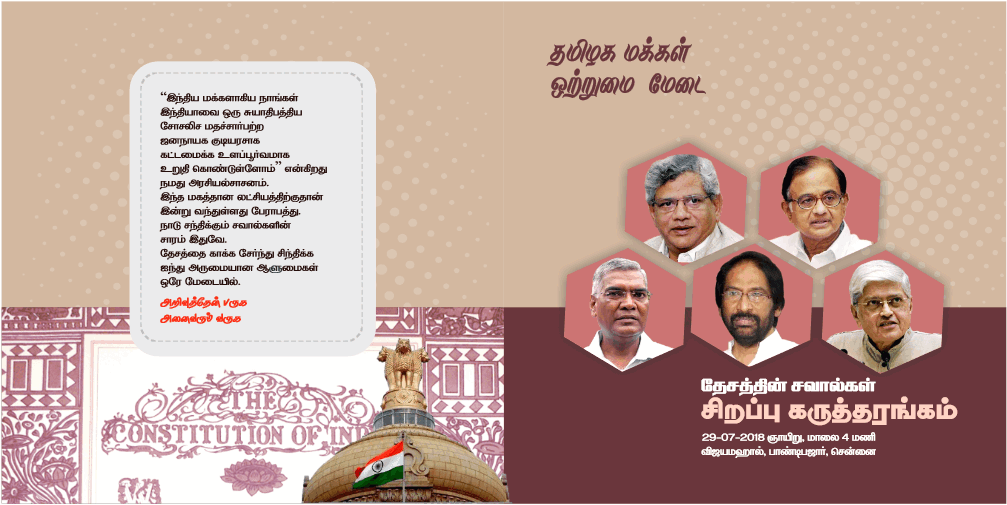 “இந்திய மக்களாகிய நாங்கள்
இந்தியாவை ஒரு சுயாதிபத்திய
சோசலிச மதச்சார்பற்ற
ஜனநாயக குடியரசாக
கட்டமைக்க உளப்பூர்வமாக
உறுதி கொண்டுள்ளோம்” என்கிறது
நமது அரசியல்சாசனம்.
இந்த மகத்தான லட்சியத்திற்குதான்
இன்று வந்துள்ளது பேராபத்து.
நாடு சந்திக்கும் சவால்களின்
சாரம் இதுவே.
தேசத்தை காக்க சேர்ந்து சிந்திக்க
ஐந்து அருமையான ஆளுமைகள்
ஒரே மேடையில்.
அறிவுத்தேன் பருக
அனைவரும் வருக
THE
CONSTITUTION OF IN
தமிழக மக்கள்
ஒற்றுமை மேடை
தேசத்தின் சவால்கள்
சிறப்பு கருத்தரங்கம்
29-07-2018 ஞாயிறு, மாலை 4 மணி
விஜயமஹால், பாண்டிபஜார், சென்னை